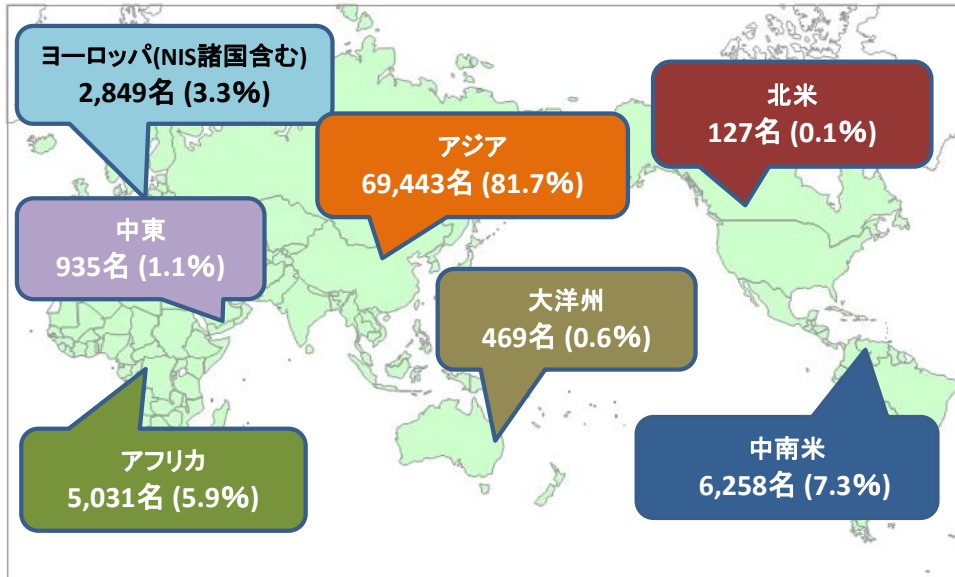 ヨーロッパ(NIS諸国含む)
2,849名 (3.3%)
北米
127名 (0.1%)
アジア
69,443名 (81.7%)
中東
935名 (1.1%)
大洋州
469名 (0.6%)
アフリカ
5,031名 (5.9%)
中南米
6,258名 (7.3%)